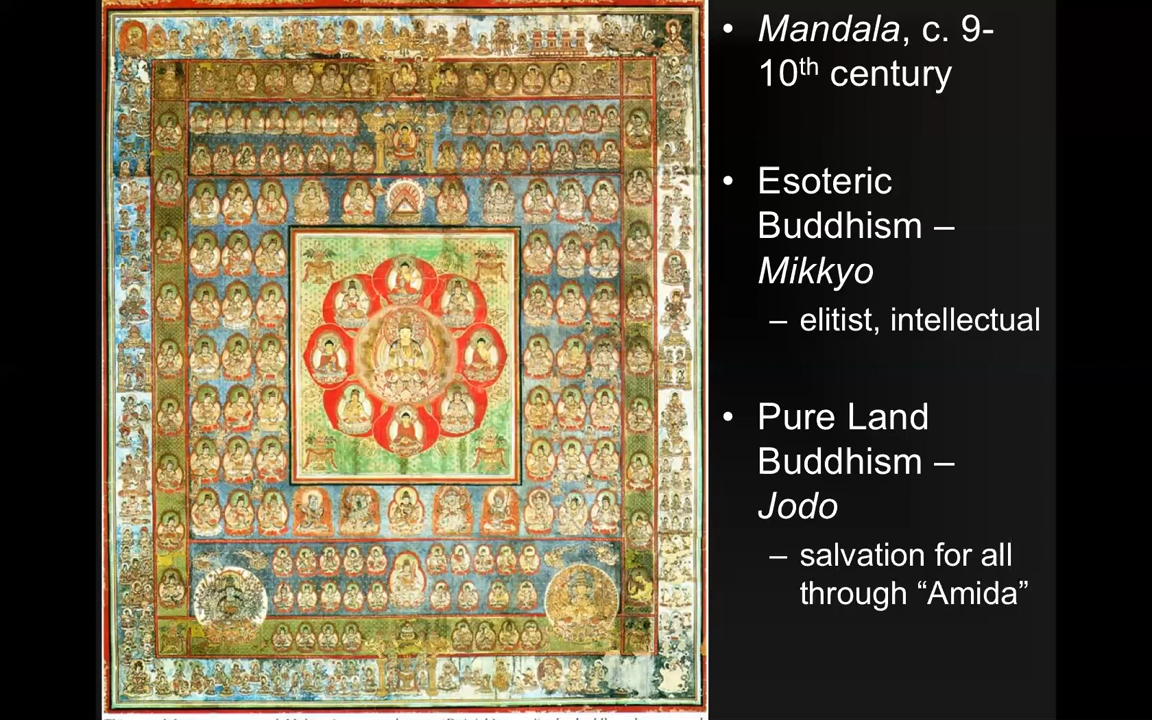 • Mandala, c. 9-
10th century
• Esoteric
Buddhism –
Mikkyo
– elitist, intellectual
• Pure Land
Buddhism –
Jodo
– salvation for all
through “Amida”